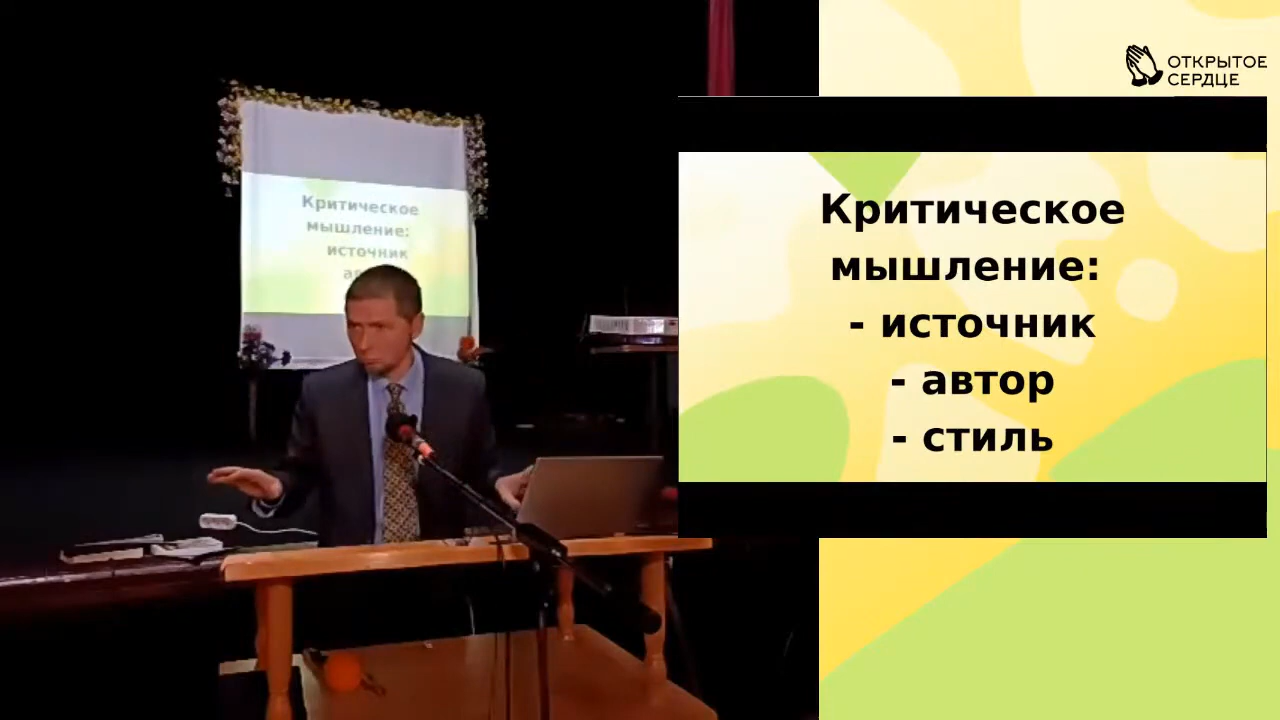 Критическое
мышление:
источник
ОТКРЫТОЕ
СЕРДЦЕ
Критическое
мышление:
- источник
- автор
- стиль